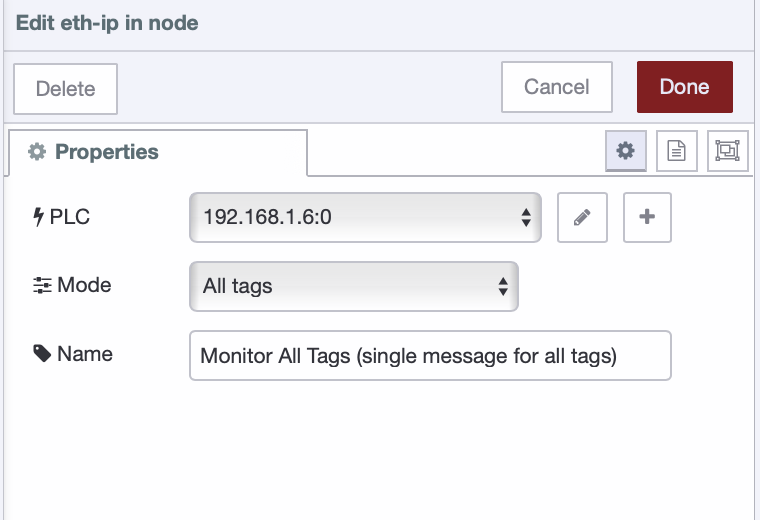 Edit eth-ip in node
Delete
Cancel
Done
Properties
PLC
192.168.1.6:0
Mode
All tags
Name
Monitor All Tags (single message for all tags)